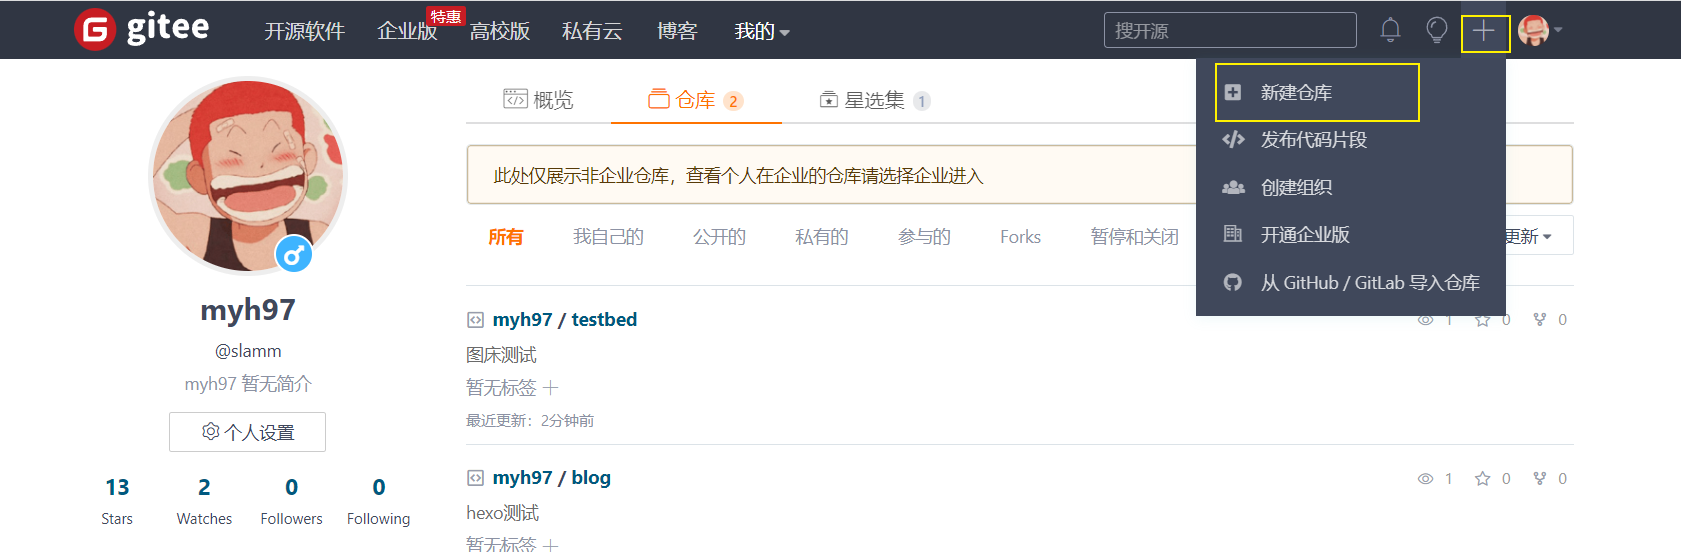 gitee 开源软件 企业版 特惠 高校版 私有云 博客 我的 搜开源
概览 仓库 2 星选集 1
此处仅展示非企业仓库，查看个人在企业的仓库请选择企业进入
所有 我自己的 公开的 私有的 参与的 Forks 暂停和关闭 更新
新建仓库
发布代码片段
创建组织
开通企业版
从 GitHub / GitLab 导入仓库
myh97
@slamm
myh97 暂无简介
个人设置
13 2 0 0
Stars Watches Followers Following
myh97 / testbed 1 0 0
图床测试
暂无标签
最近更新：2分钟前
myh97 / blog 1 0 0
hexo测试
暂无标签